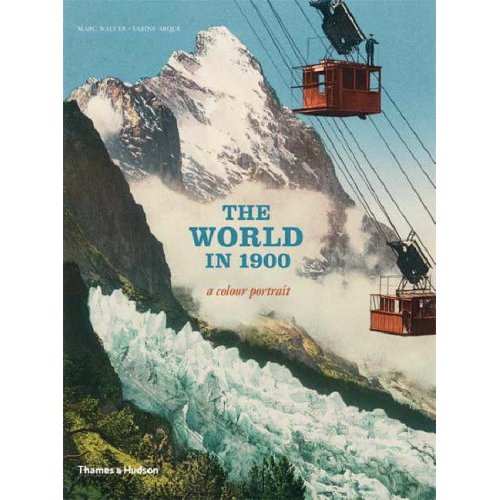 MARC WALTER · SABINE ARQUÉ
THE
WORLD
IN 1900
a colour portrait
Thames & Hudson